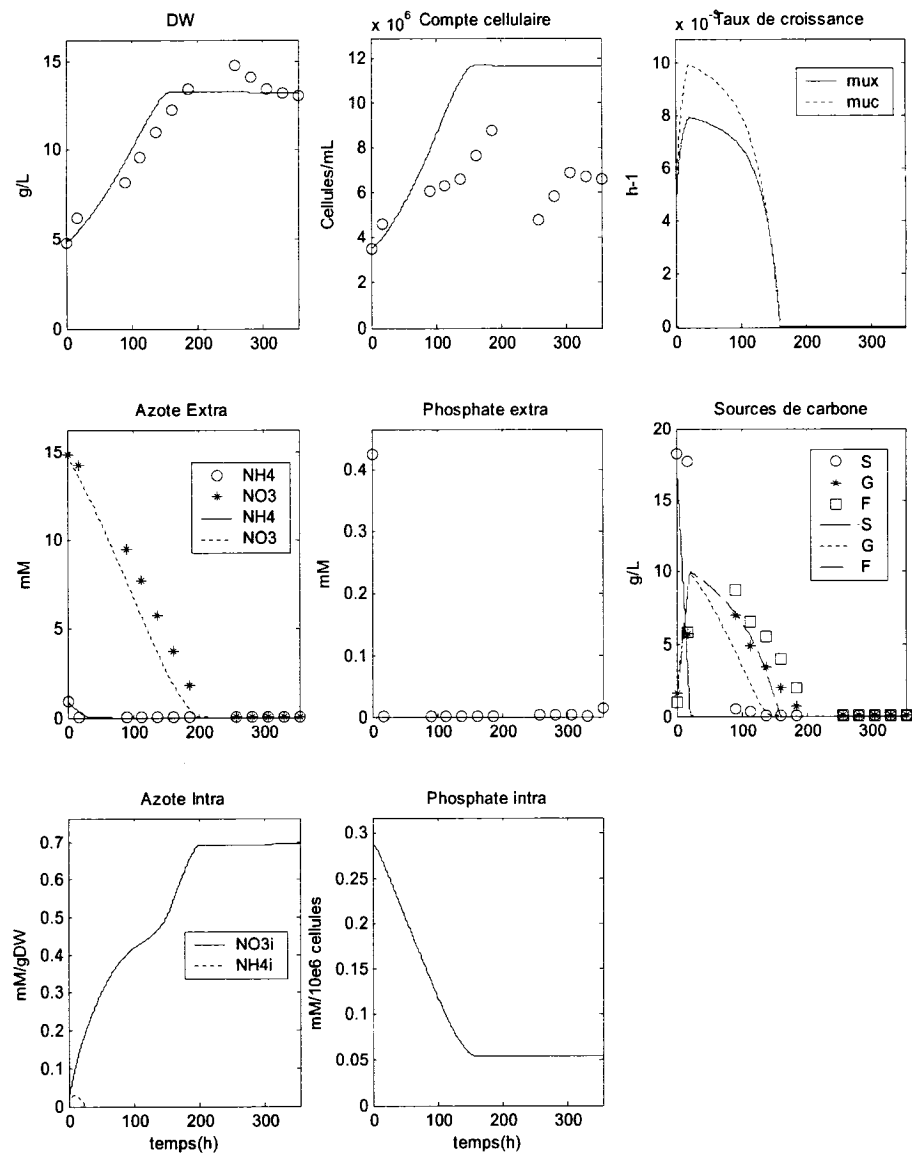 DW
Compte cellulaire
Taux de croissance
x 10^6
x 10^-3
g/L
15
10
5
0
0 100 200 300
Cellules/mL
12
10
8
6
4
2
0
0 100 200 300
h-1
10
8
6
4
2
0
0 100 200 300
mux
muc
Azote Extra
Phosphate extra
Sources de carbone
mM
15
10
5
0
0 100 200 300
NH4
NO3
NH4
NO3
mM
0.4
0.3
0.2
0.1
0
0 100 200 300
g/L
20
15
10
5
0
0 100 200 300
S
G
F
S
G
F
Azote Intra
Phosphate intra
mM/gDW
0.7
0.6
0.5
0.4
0.3
0.2
0.1
0
0 100 200 300
temps(h)
NO3i
NH4i
mM/10e6 cellules
0.3
0.25
0.2
0.15
0.1
0.05
0
0 100 200 300
temps(h)